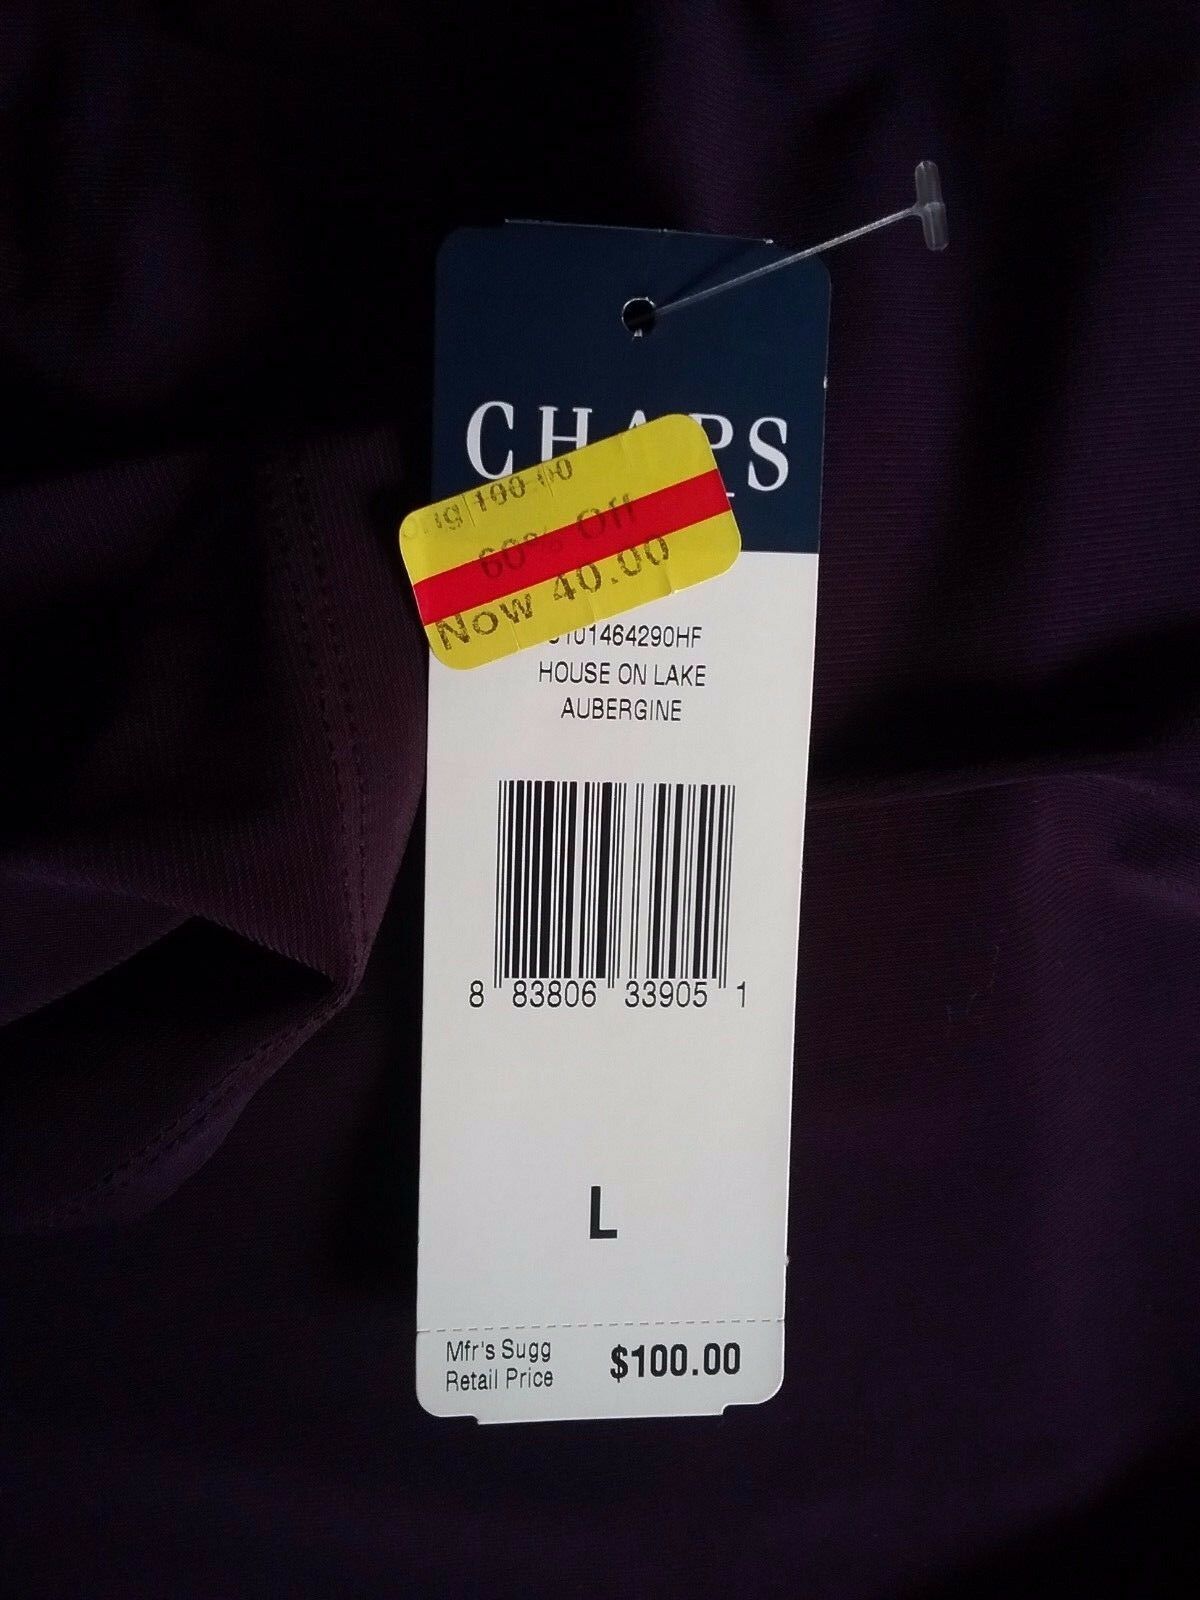 CHAPS
Orig 100.00
60% Off
Now 40.00
0101464290HF
HOUSE ON LAKE
AUBERGINE
8 83806 33905 1
L
Mfr's Sugg
Retail Price $100.00